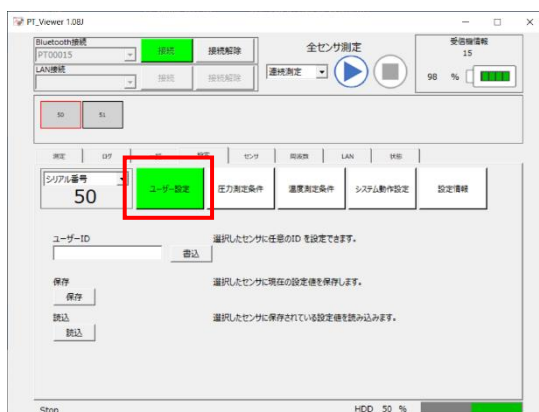 PT_Viewer 1.08J
Bluetooth接続
PT00015
接続
接続解除
LAN接続
接続
接続解除
全センサ測定
連続測定
受信機情報
15
98 %
50
51
測定
ログ
設定
センサ
周波数
LAN
状態
シリアル番号
50
ユーザー設定
圧力測定条件
温度測定条件
システム動作設定
設定情報
ユーザーID
書込
選択したセンサに任意のID を設定できます。
保存
保存
選択したセンサに現在の設定値を保存します。
読込
読込
選択したセンサに保存されている設定値を読み込みます。
Stop
HDD 50 %